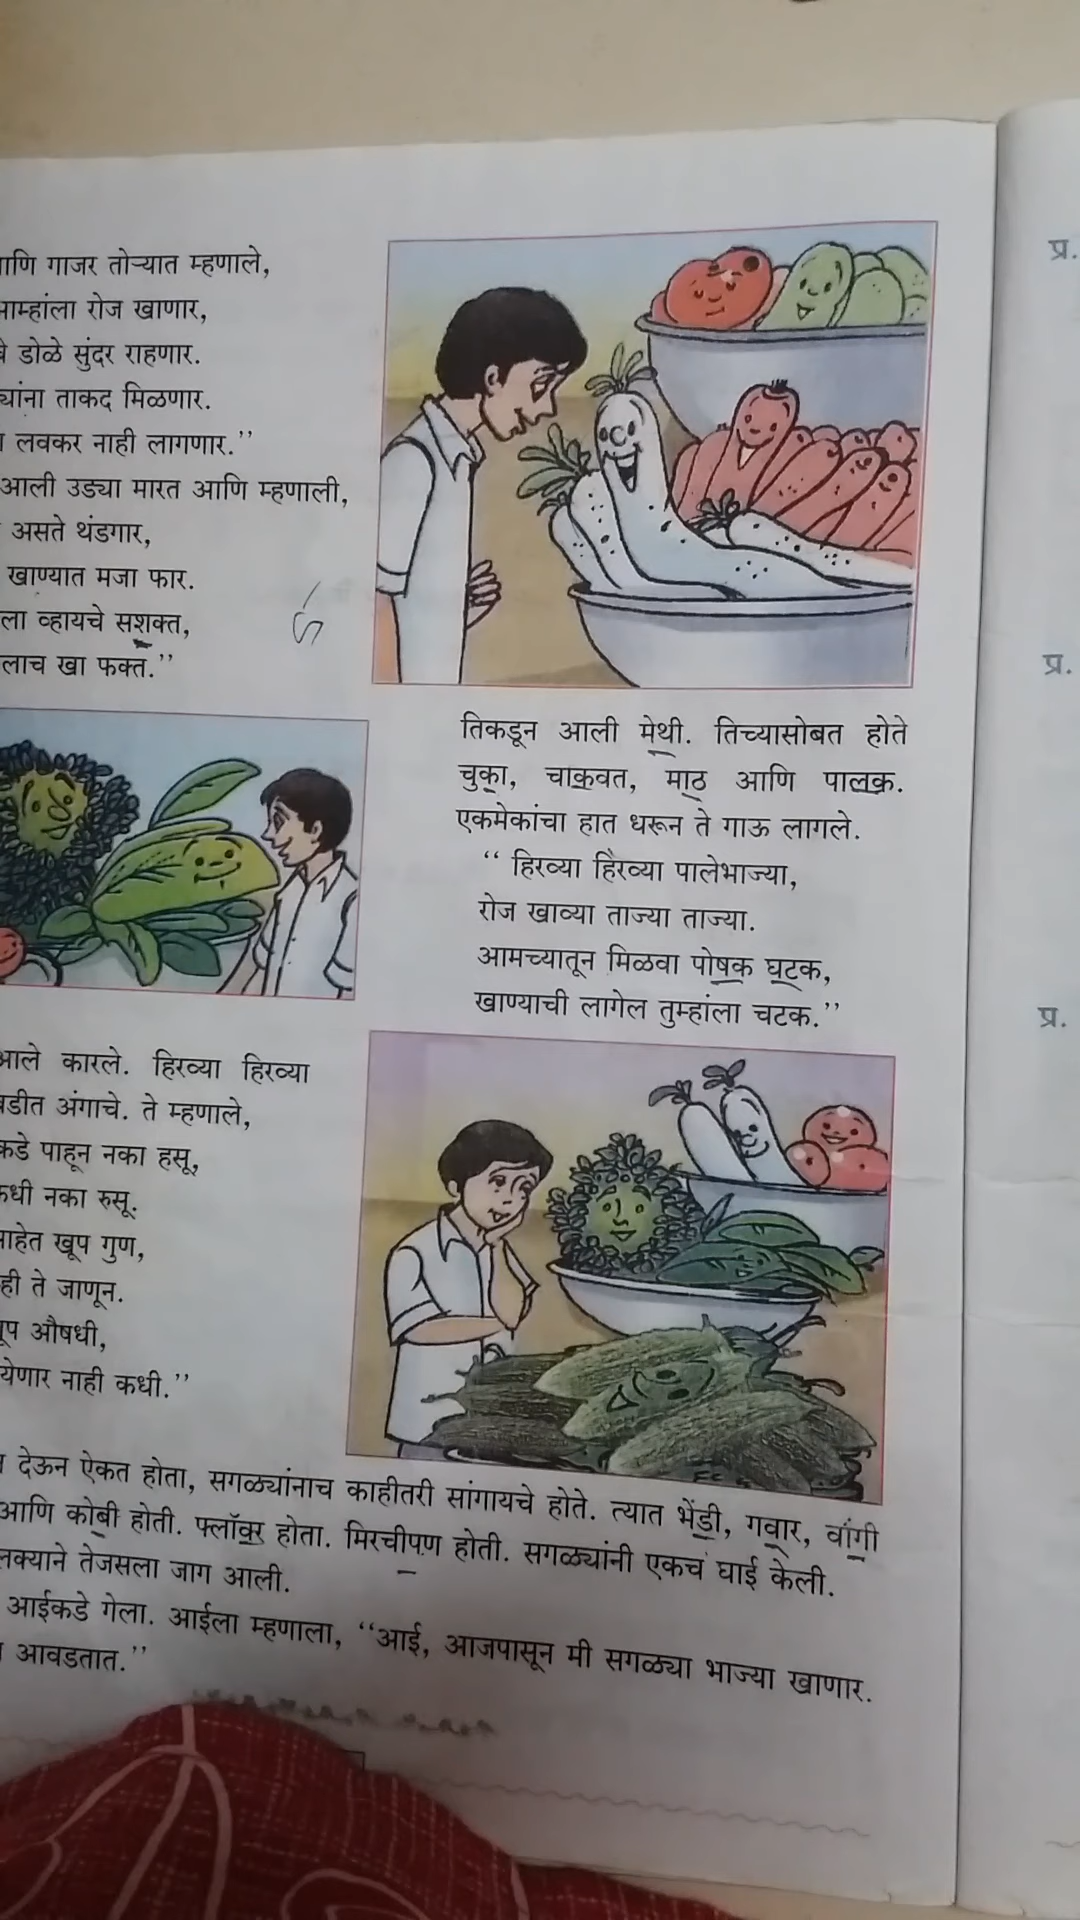 गाजर तोऱ्यात म्हणाले,
रोज खाणार,
डोळे सुंदर राहणार.
ताकद मिळणार.
लवकर नाही लागणार.’’
आली उड्या मारत आणि म्हणाली,
असते थंडगार,
खाण्यात मजा फार.
व्हायचे सशक्त,
खा फक्त.’’
तिकडून आली मेथी. तिच्यासोबत होते
चुका, चाकवत, माठ आणि पालक.
एकमेकांचा हात धरून ते गाऊ लागले.
‘‘ हिरव्या हिरव्या पालेभाज्या,
रोज खाव्या ताज्या ताज्या.
आमच्यातून मिळवा पोषक घटक,
खाण्याची लागेल तुम्हांला चटक.’’
आले कारले. हिरव्या हिरव्या
अंगाचे. ते म्हणाले,
पाहून नका हसू,
नका रुसू.
खूप गुण,
ते जाणून.
औषधी,
येणार नाही कधी.’’
देऊन ऐकत होता, सगळ्यांनाच काहीतरी सांगायचे होते. त्यात भेंडी, गवार, वांगी
आणि कोबी होती. फ्लॉवर होता. मिरचीपण होती. सगळ्यांनी एकच घाई केली.
तेजसला जाग आली.
आईकडे गेला. आईला म्हणाला, ‘‘आई, आजपासून मी सगळ्या भाज्या खाणार.
आवडतात.’’
प्र.
प्र.
प्र.